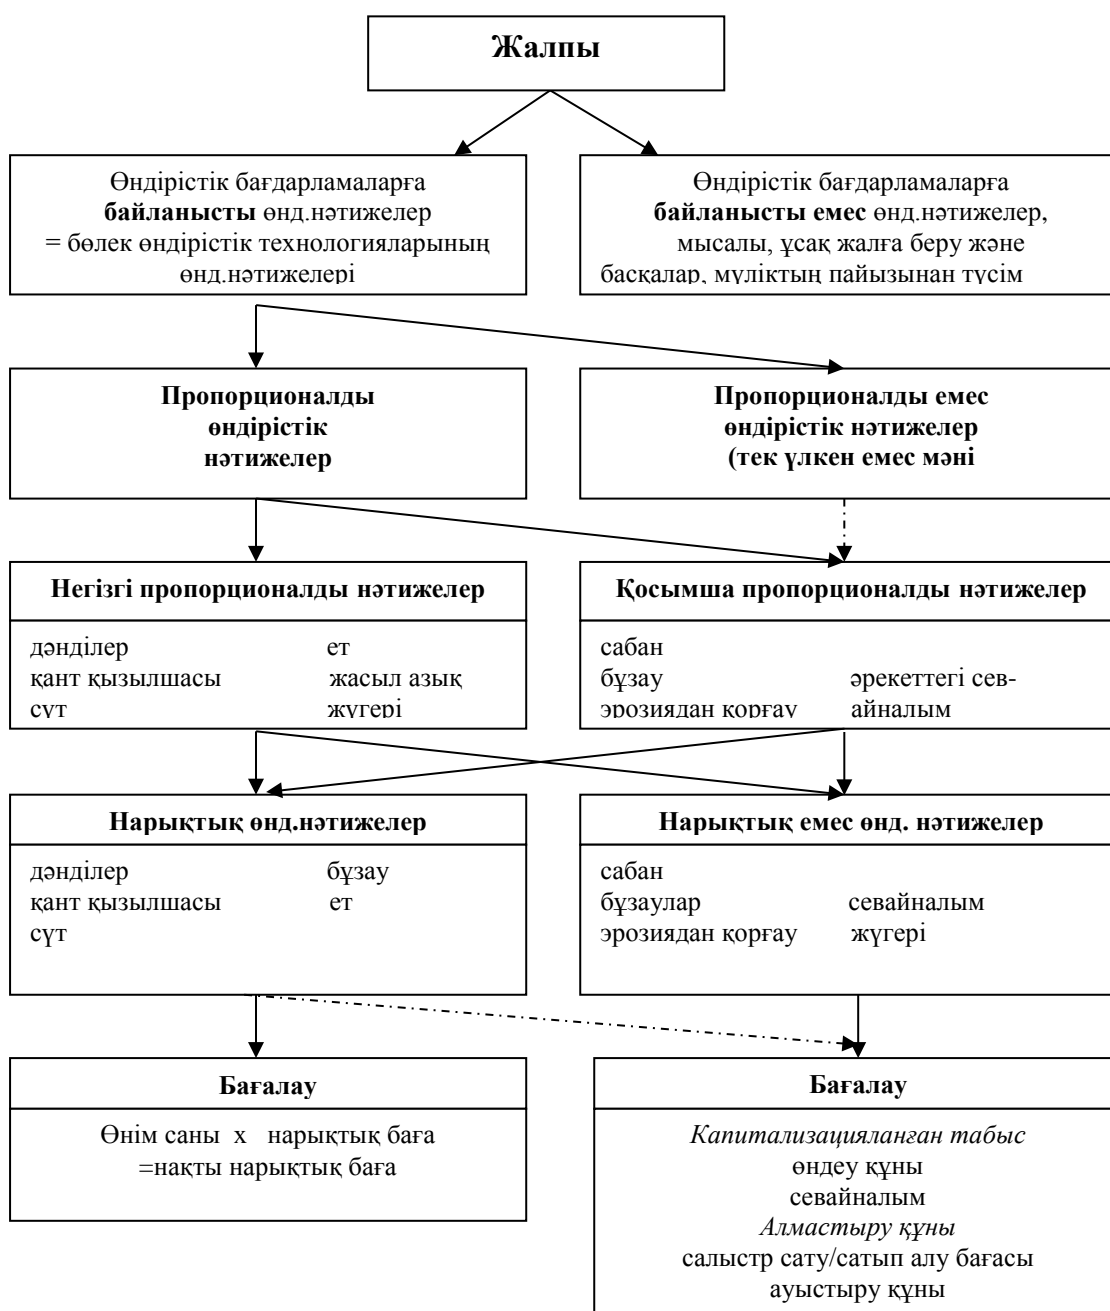 Жалпы
Өндірістік бағдарламаларға
байланысты өнд.нәтижелер
= бөлек өндірістік технологияларының
өнд.нәтижелері
Өндірістік бағдарламаларға
байланысты емес өнд.нәтижелер,
мысалы, ұсақ жалға беру және
басқалар, мүліктың пайызынан түсім
Пропорционалды
өндірістік
нәтижелер
Пропорционалды емес
өндірістік нәтижелер
(тек үлкен емес мәні
Негізгі пропорционалды нәтижелер
дәнділер ет
қант қызылшасы жасыл азық
сүт жүгері
Қосымша пропорционалды нәтижелер
сабан
бұзау әрекеттегі сев-
эрозиядан қорғау айналым
Нарықтық өнд.нәтижелер
дәнділер бұзау
қант қызылшасы ет
сүт
Нарықтық емес өнд. нәтижелер
сабан
бұзаулар севайналым
эрозиядан қорғау жүгері
Бағалау
Өнім саны х нарықтық баға
=нақты нарықтық баға
Бағалау
Капитализацияланған табыс
өндеу құны
севайналым
Алмастыру құны
салыстр сату/сатып алу бағасы
ауыстыру құны